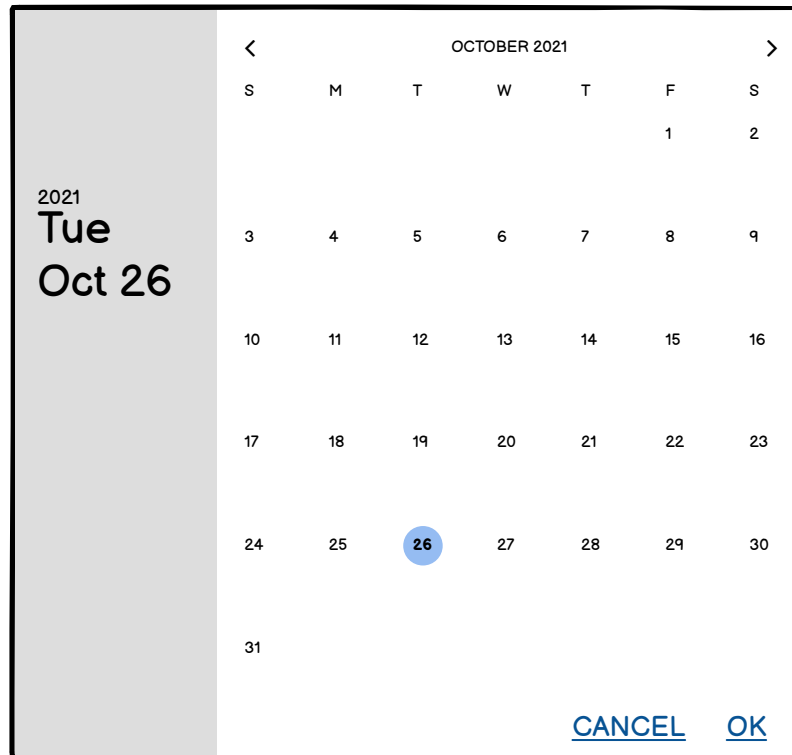 2021
Tue
Oct 26
OCTOBER 2021
S M T W T F S
1 2
3 4 5 6 7 8 9
10 11 12 13 14 15 16
17 18 19 20 21 22 23
24 25 26 27 28 29 30
31
CANCEL OK